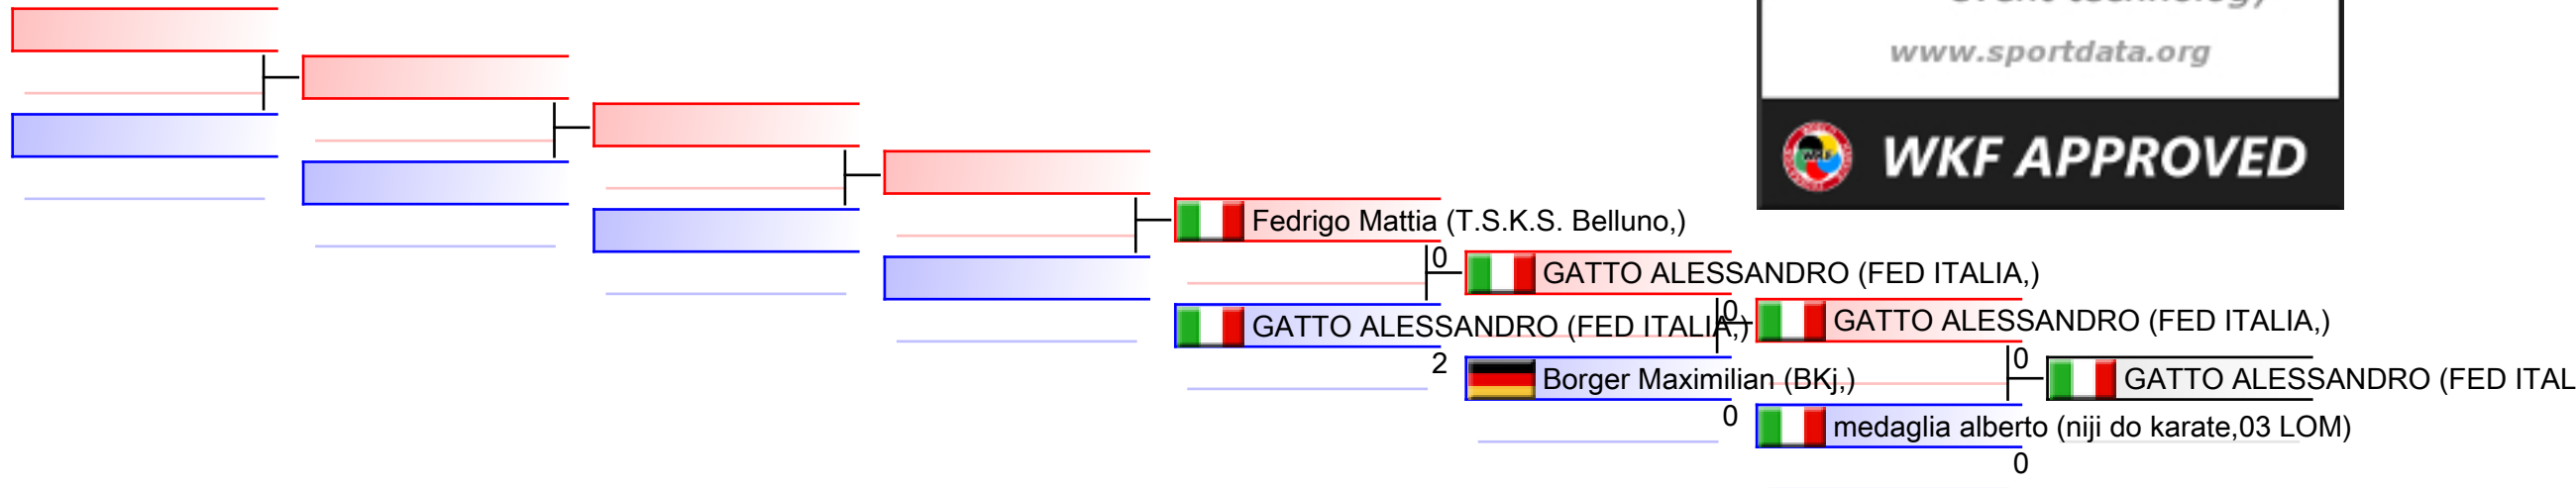 event technology
www.sportdata.org
WKF APPROVED
Fedrigo Mattia (T.S.K.S. Belluno,)
0
GATTO ALESSANDRO (FED ITALIA,)
GATTO ALESSANDRO (FED ITALIA,)
2
0
GATTO ALESSANDRO (FED ITALIA,)
Borger Maximilian (BKj,)
0
0
GATTO ALESSANDRO (FED ITAL
medaglia alberto (niji do karate,03 LOM)
0